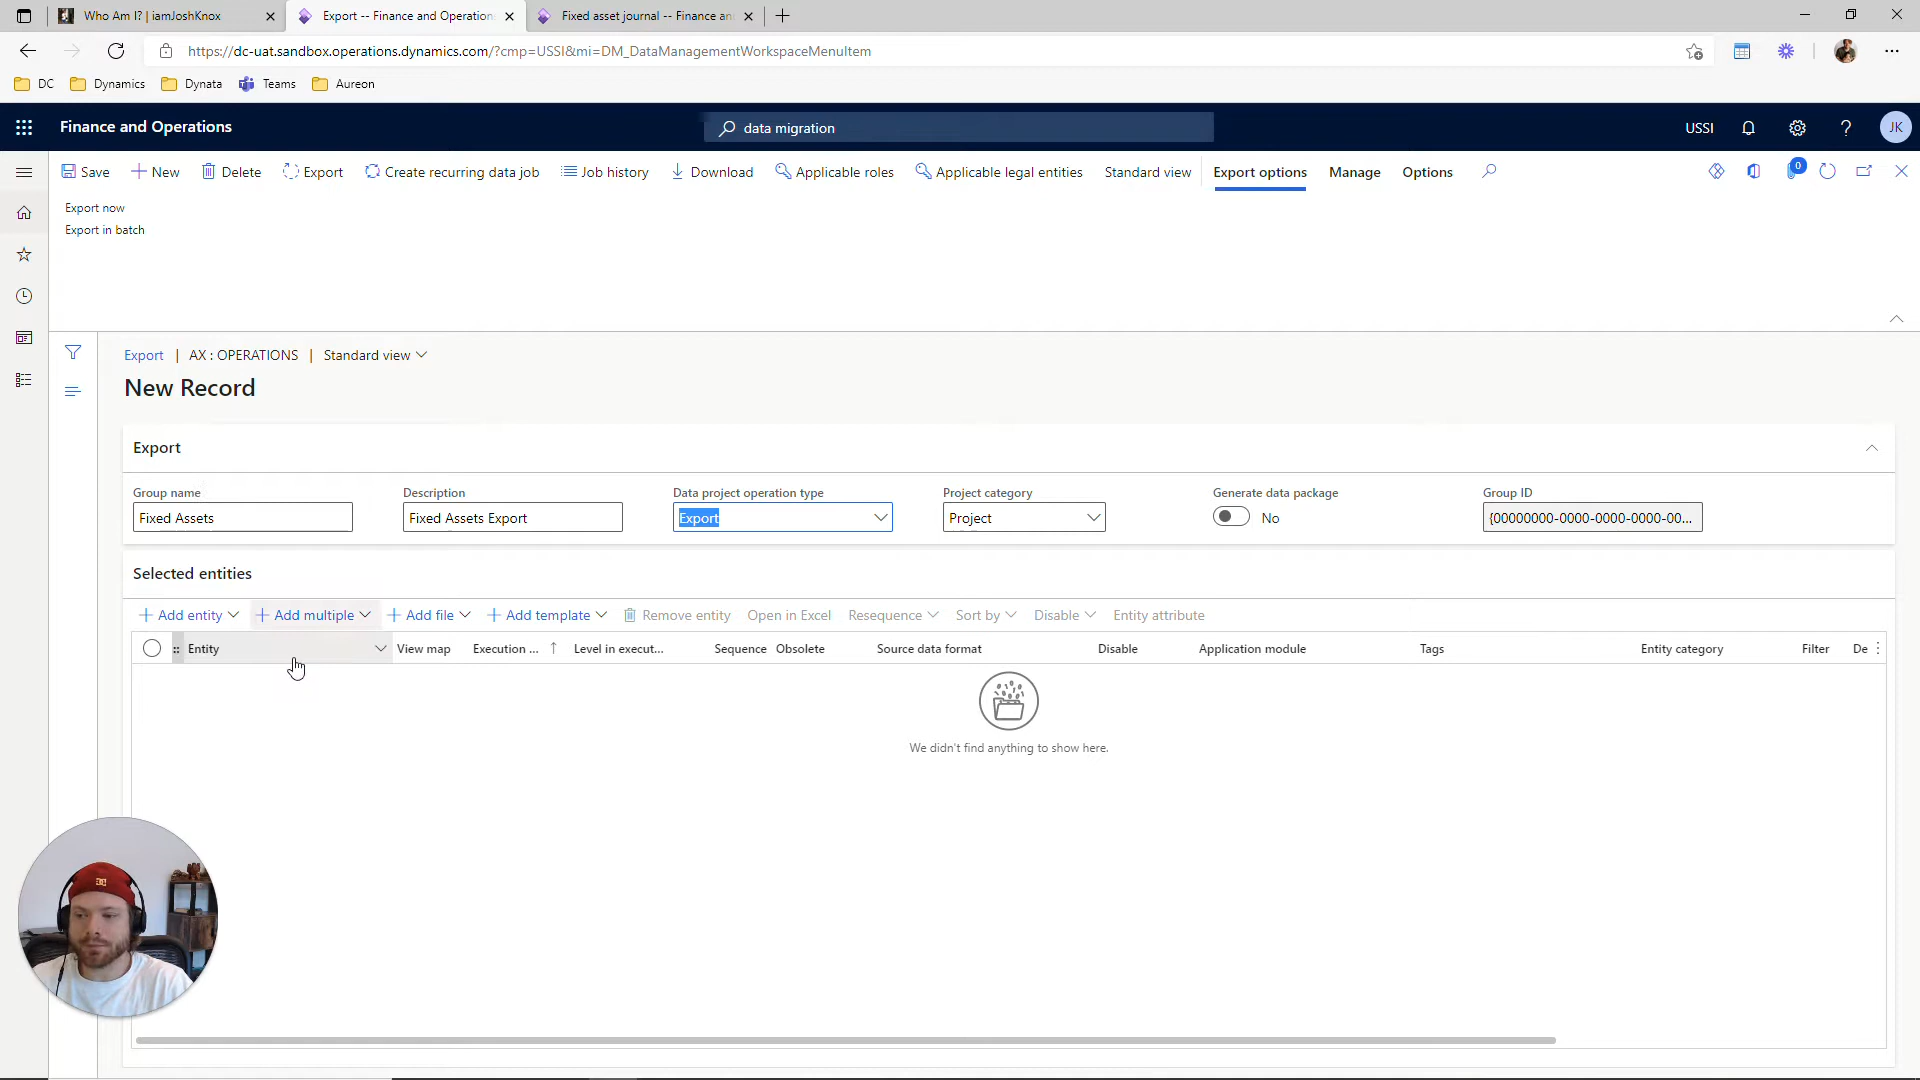 Who Am I? | iamJoshKnox
Export -- Finance and Operations
Fixed asset journal -- Finance an
https://dc-uat.sandbox.operations.dynamics.com/?cmp=USSI&mi=DM_DataManagementWorkspaceMenuItem
DC Dynamics Dynata Teams Aureon
Finance and Operations
data migration
USSI
? JK
Save New Delete Export Create recurring data job Job history Download Applicable roles Applicable legal entities Standard view Export options Manage Options
0
Export now
Export in batch
Export | AX : OPERATIONS | Standard view
New Record
Export
Group name Description Data project operation type Project category Generate data package Group ID
Fixed Assets Fixed Assets Export Export Project No {00000000-0000-0000-0000-00...
Selected entities
Add entity Add multiple Add file Add template Remove entity Open in Excel Resequence Sort by Disable Entity attribute
Entity View map Execution ... Level in execut... Sequence Obsolete Source data format Disable Application module Tags Entity category Filter De
We didn't find anything to show here.